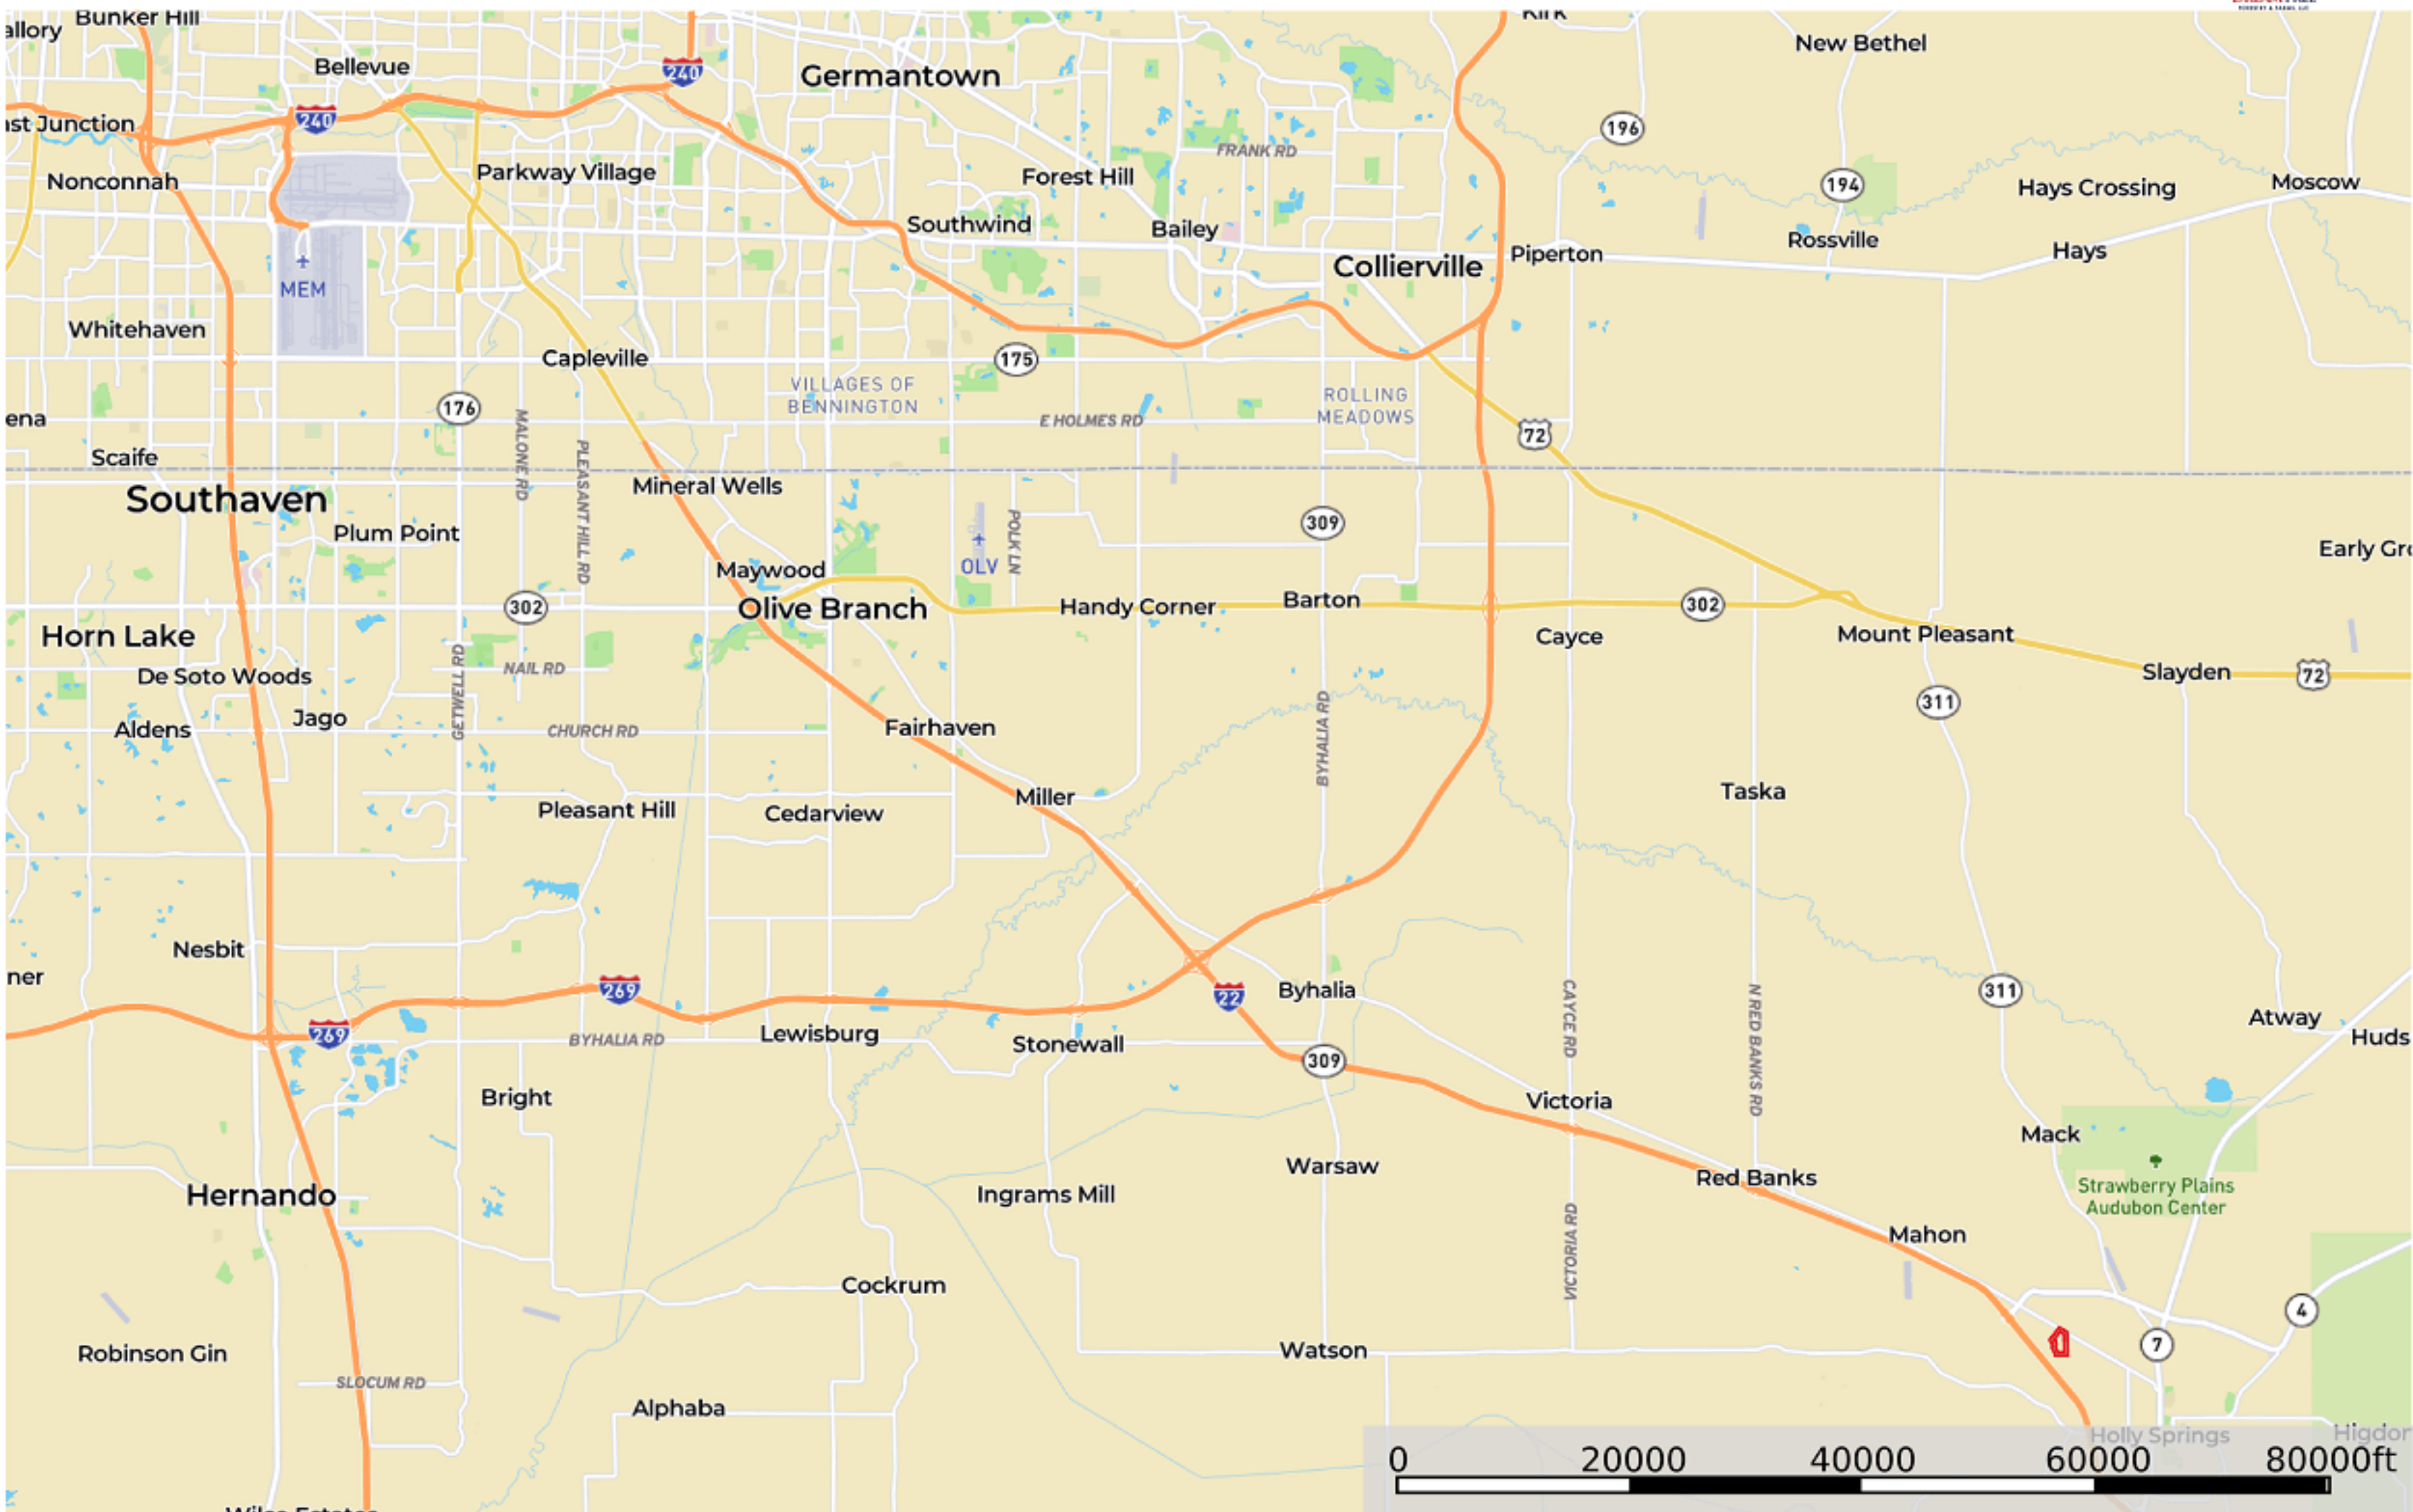 Bunker Hill
allory
Kirk
New Bethel
Bellevue
240
Germantown
240
ast Junction
196
FRANK RD
Parkway Village
Forest Hill
Nonconnah
194
Hays Crossing
Moscow
Southwind
Bailey
Rossville
Hays
Piperton
Collierville
MEM
Whitehaven
Capleville
175
VILLAGES OF
BENNINGTON
ROLLING
MEADOWS
176
ena
E HOLMES RD
72
MALONE RD
PLEASANT HILL RD
Scaife
Mineral Wells
Southaven
Plum Point
309
POLK LN
OLV
Early Gr
Maywood
302
Olive Branch
Handy Corner
Barton
302
Horn Lake
Cayce
Mount Pleasant
NAIL RD
De Soto Woods
GETWELL RD
Slayden
72
311
Jago
Aldens
CHURCH RD
Fairhaven
BYHALIA RD
Taska
Miller
Pleasant Hill
Cedarview
Nesbit
ner
269
22
Byhalia
311
CAYCE RD
N RED BANKS RD
Atway
269
BYHALIA RD
Lewisburg
Stonewall
Huds
309
Bright
Victoria
Mack
Warsaw
Red Banks
Strawberry Plains
Audubon Center
Hernando
Ingrams Mill
Mahon
VICTORIA RD
Cockrum
4
Robinson Gin
Watson
7
SLOCUM RD
Alphaba
Holly Springs
Higdon
0 20000 40000 60000 80000ft